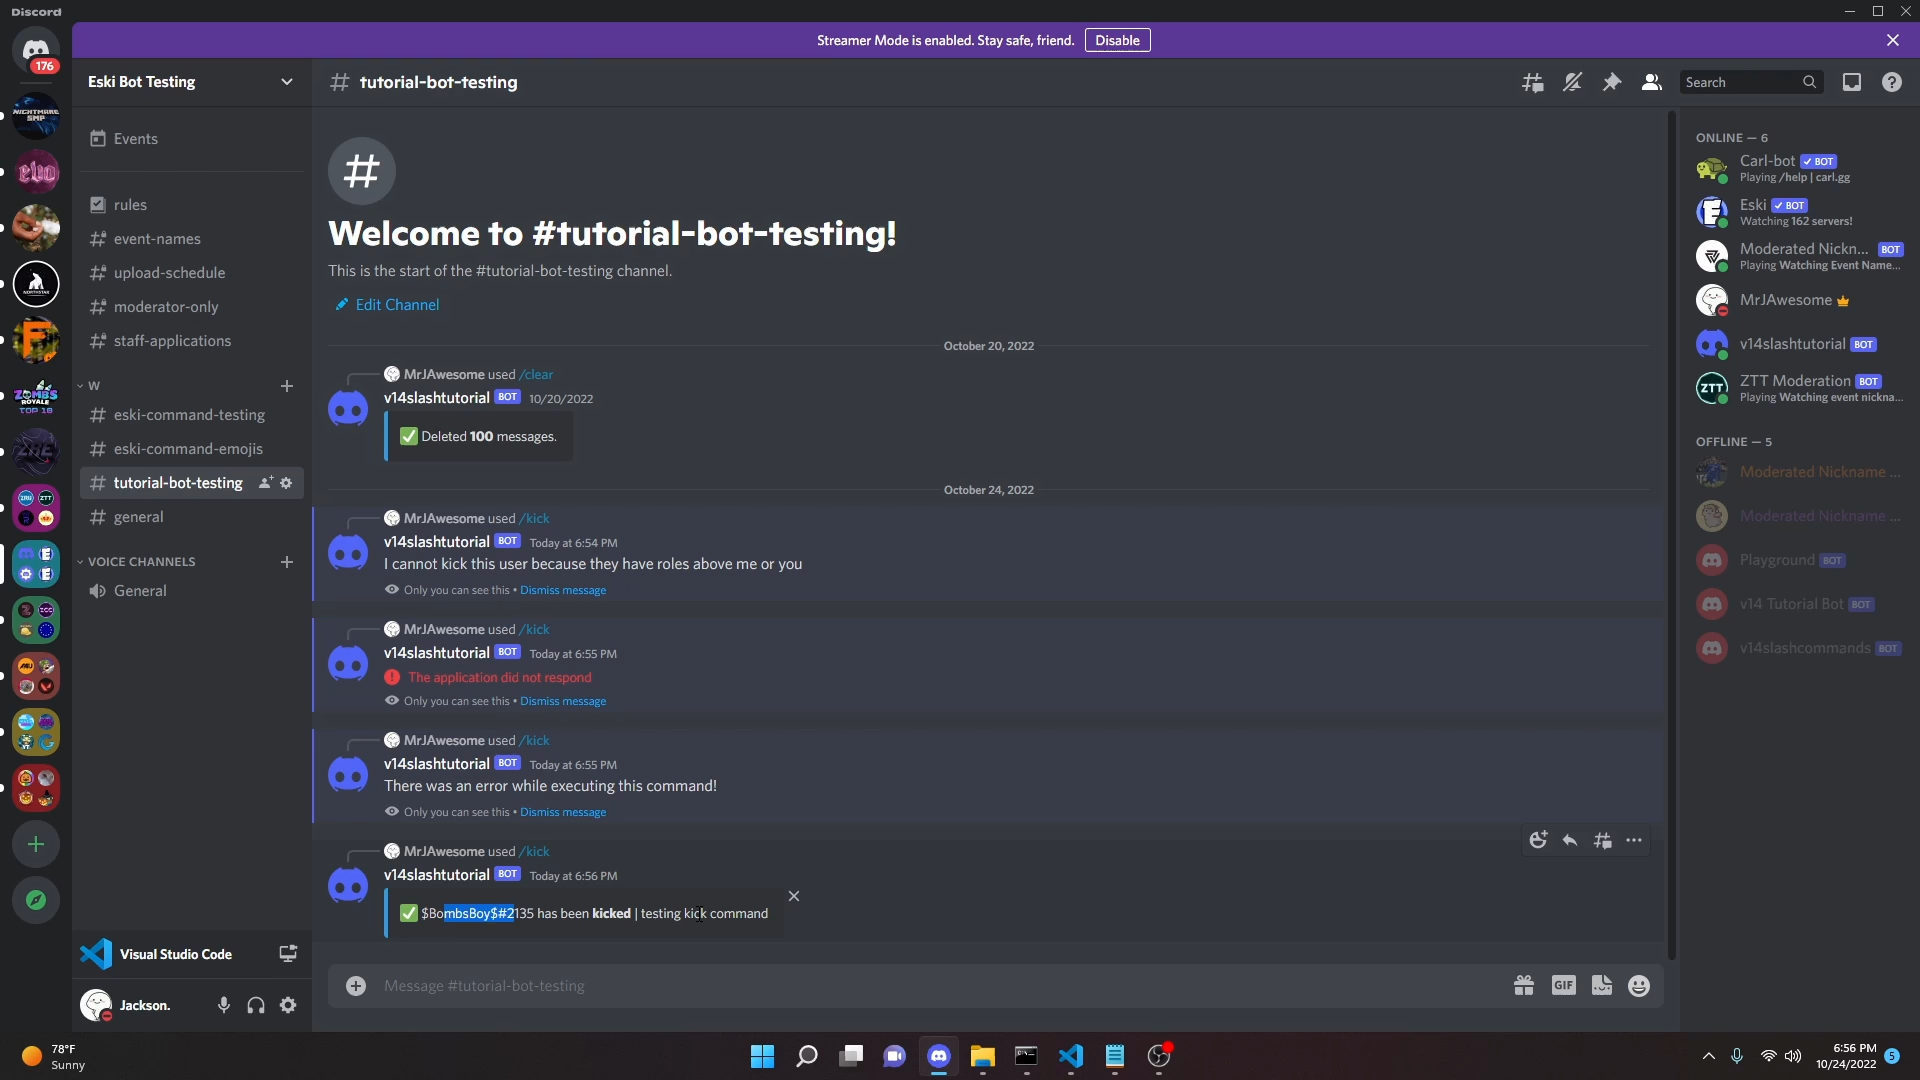 Discord
Streamer Mode is enabled. Stay safe, friend. Disable
176
Eski Bot Testing
tutorial-bot-testing
Search
NIGHTMARE SMP
ebo
NORTHSTAR
F
ZOMBS ROYALE TOP 10
ZRE
Events
rules
event-names
upload-schedule
moderator-only
staff-applications
W
eski-command-testing
eski-command-emojis
tutorial-bot-testing
general
VOICE CHANNELS
General
Visual Studio Code
Jackson.
Welcome to #tutorial-bot-testing!
This is the start of the #tutorial-bot-testing channel.
Edit Channel
October 20, 2022
MrJAwesome used /clear
v14slashtutorial BOT 10/20/2022
Deleted 100 messages.
October 24, 2022
MrJAwesome used /kick
v14slashtutorial BOT Today at 6:54 PM
I cannot kick this user because they have roles above me or you
Only you can see this • Dismiss message
MrJAwesome used /kick
v14slashtutorial BOT Today at 6:55 PM
The application did not respond
Only you can see this • Dismiss message
MrJAwesome used /kick
v14slashtutorial BOT Today at 6:55 PM
There was an error while executing this command!
Only you can see this • Dismiss message
MrJAwesome used /kick
v14slashtutorial BOT Today at 6:56 PM
$BombsBoy$#2135 has been kicked | testing kick command
Message #tutorial-bot-testing
GIF
ONLINE — 6
Carl-bot ✓ BOT
Playing /help | carl.gg
Eski ✓ BOT
Watching 162 servers!
Moderated Nickn... BOT
Playing Watching Event Name...
MrJAwesome
v14slashtutorial BOT
ZTT
ZTT Moderation BOT
Playing Watching event nickna...
OFFLINE — 5
Moderated Nickname ...
Moderated Nickname ...
Playground BOT
v14 Tutorial Bot BOT
v14slashcommands BOT
78°F
Sunny
6:56 PM
10/24/2022
5